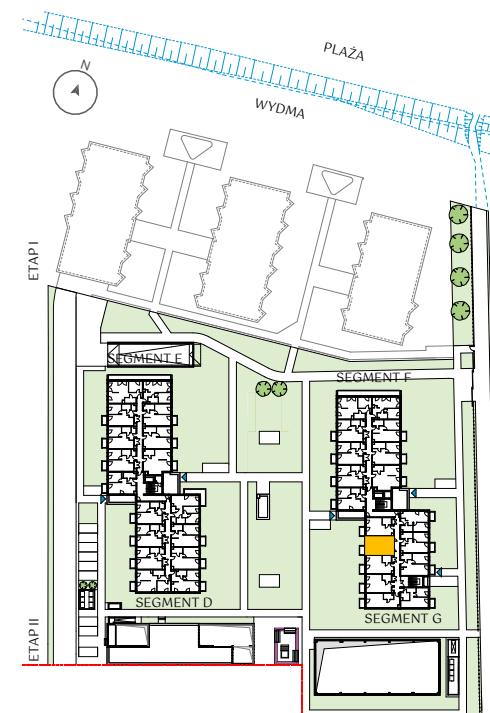 PLAŻA
N
WYDMA
ETAP I
SEGMENT E
SEGMENT F
SEGMENT D
SEGMENT G
ETAP II